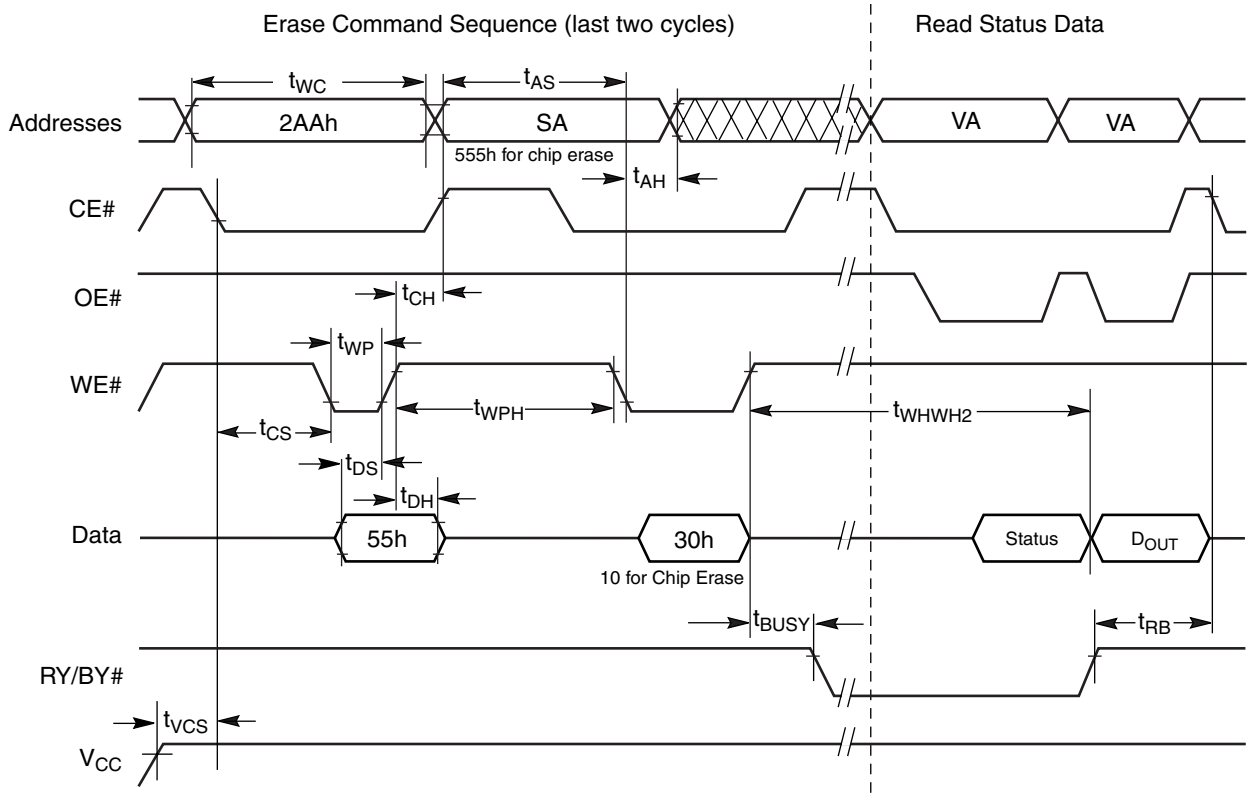 Erase Command Sequence (last two cycles)
Read Status Data
tWC
tAS
Addresses
2AAh
SA
VA
VA
555h for chip erase
tAH
CE#
OE#
tCH
tWP
WE#
tWPH
tWHWH2
tCS
tDS
tDH
Data
55h
30h
Status
DOUT
10 for Chip Erase
tBUSY
tRB
RY/BY#
tVCS
VCC